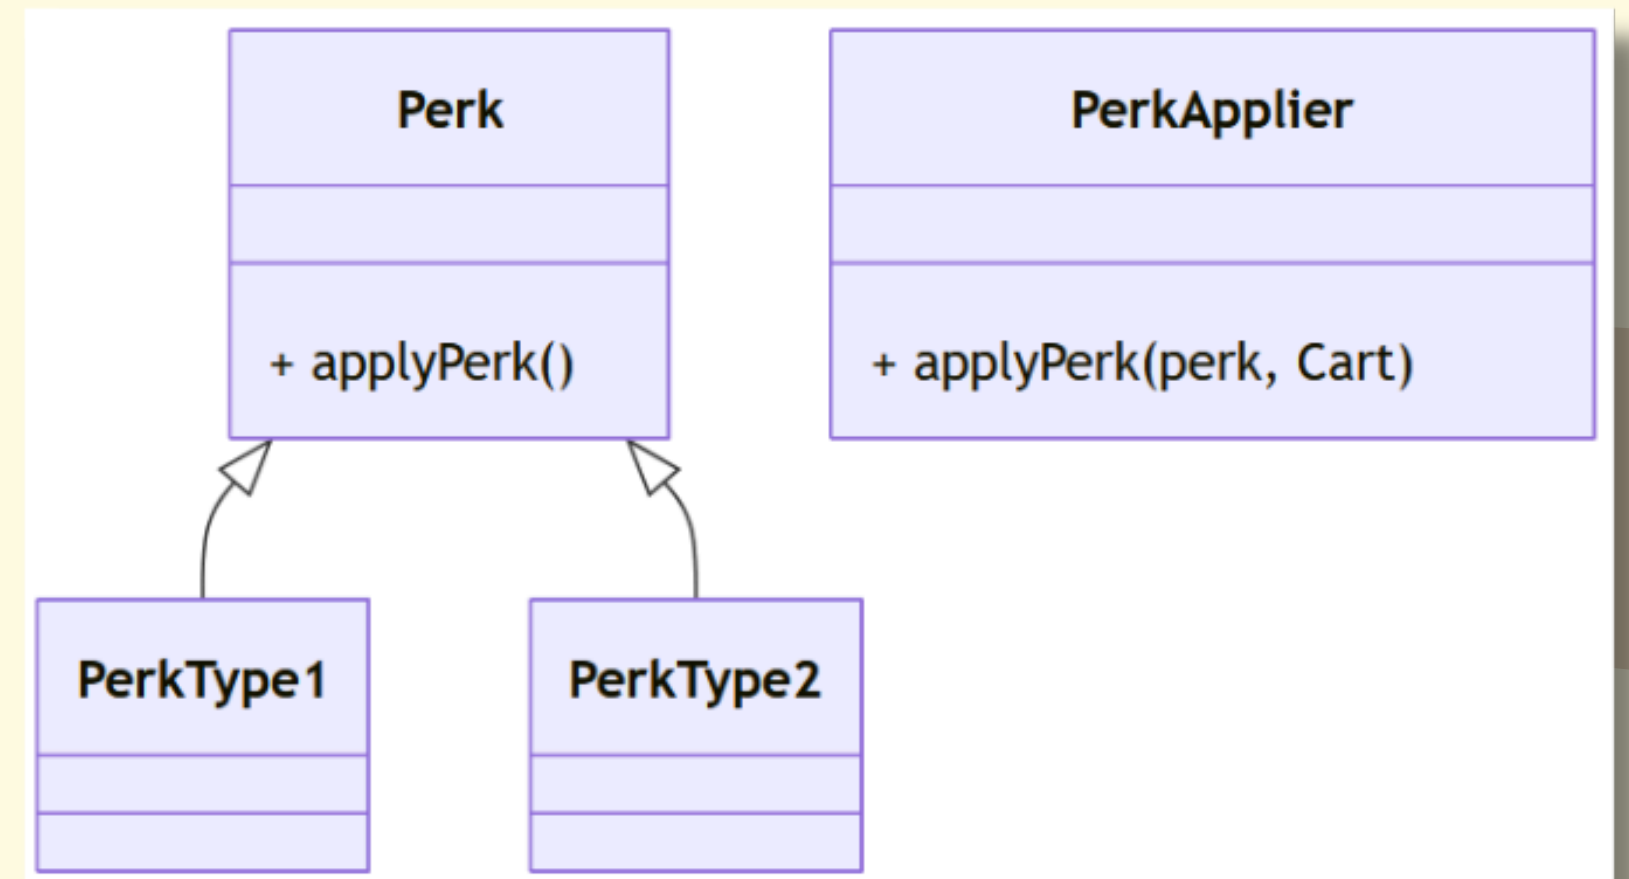 Perk
PerkApplier
+ applyPerk()
+ applyPerk(perk, Cart)
PerkType1
PerkType2